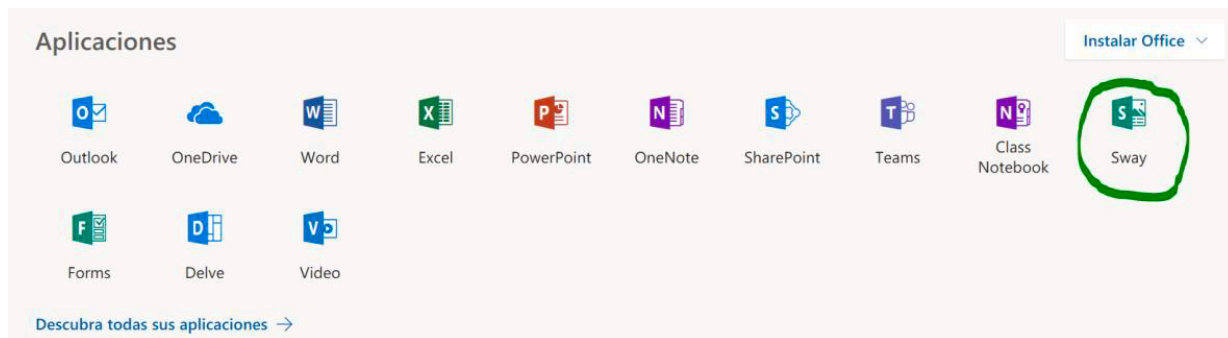 Aplicaciones
Instalar Office
Outlook
OneDrive
Word
Excel
PowerPoint
OneNote
SharePoint
Teams
Class
Notebook
Sway
Forms
Delve
Video
Descubra todas sus aplicaciones →